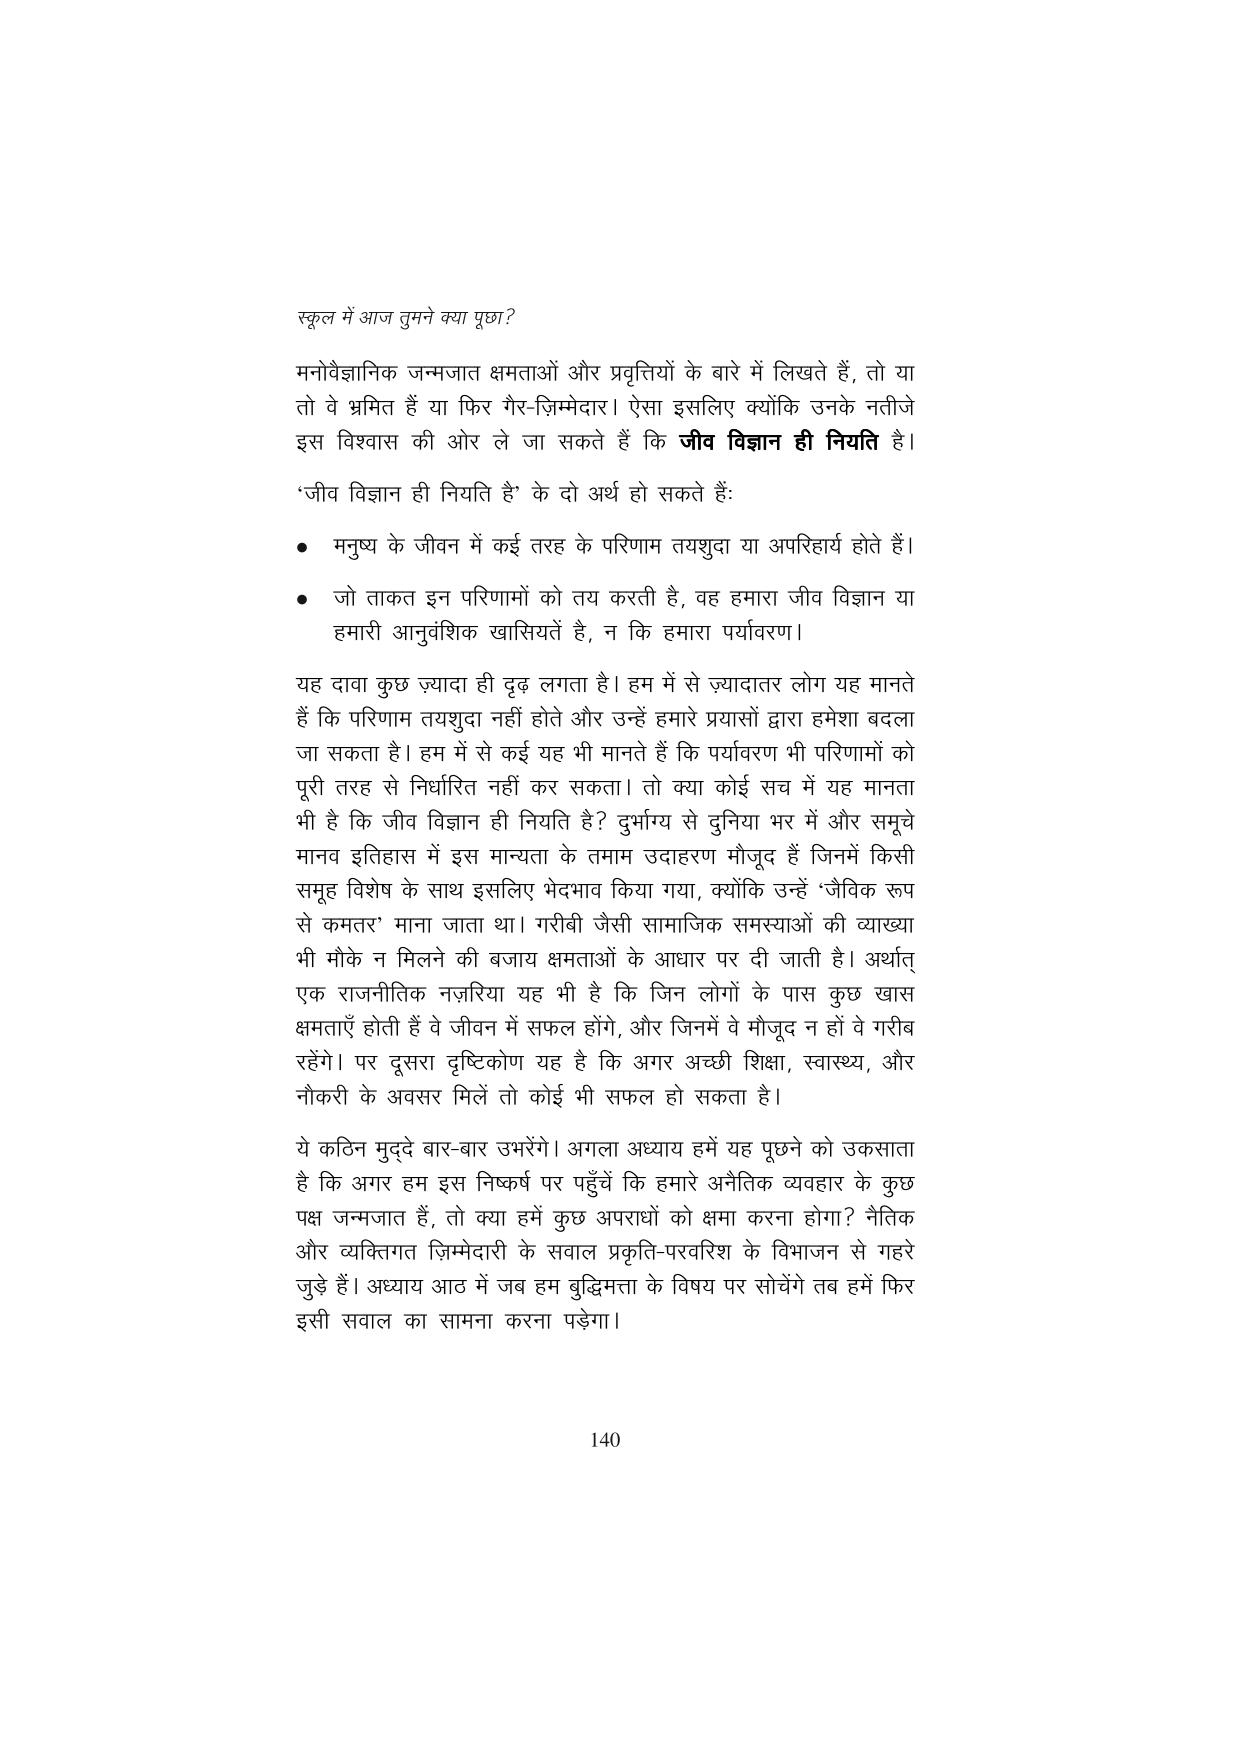 स्कूल में आज तुमने क्या पूछा?
मनोवैज्ञानिक जन्मजात क्षमताओं और प्रवृत्तियों के बारे में लिखते हैं, तो या
तो वे भ्रमित हैं या फिर गैर-ज़िम्मेदार। ऐसा इसलिए क्योंकि उनके नतीजे
इस विश्वास की ओर ले जा सकते हैं कि जीव विज्ञान ही नियति है।
‘जीव विज्ञान ही नियति है’ के दो अर्थ हो सकते हैं:
● मनुष्य के जीवन में कई तरह के परिणाम तयशुदा या अपरिहार्य होते हैं।
● जो ताकत इन परिणामों को तय करती है, वह हमारा जीव विज्ञान या
हमारी आनुवंशिक खासियतें है, न कि हमारा पर्यावरण।
यह दावा कुछ ज़्यादा ही दृढ़ लगता है। हम में से ज़्यादातर लोग यह मानते
हैं कि परिणाम तयशुदा नहीं होते और उन्हें हमारे प्रयासों द्वारा हमेशा बदला
जा सकता है। हम में से कई यह भी मानते हैं कि पर्यावरण भी परिणामों को
पूरी तरह से निर्धारित नहीं कर सकता। तो क्या कोई सच में यह मानता
भी है कि जीव विज्ञान ही नियति है? दुर्भाग्य से दुनिया भर में और समूचे
मानव इतिहास में इस मान्यता के तमाम उदाहरण मौजूद हैं जिनमें किसी
समूह विशेष के साथ इसलिए भेदभाव किया गया, क्योंकि उन्हें ‘जैविक रूप
से कमतर’ माना जाता था। गरीबी जैसी सामाजिक समस्याओं की व्याख्या
भी मौके न मिलने की बजाय क्षमताओं के आधार पर दी जाती है। अर्थात्
एक राजनीतिक नज़रिया यह भी है कि जिन लोगों के पास कुछ खास
क्षमताएँ होती हैं वे जीवन में सफल होंगे, और जिनमें वे मौजूद न हों वे गरीब
रहेंगे। पर दूसरा दृष्टिकोण यह है कि अगर अच्छी शिक्षा, स्वास्थ्य, और
नौकरी के अवसर मिलें तो कोई भी सफल हो सकता है।
ये कठिन मुद्दे बार-बार उभरेंगे। अगला अध्याय हमें यह पूछने को उकसाता
है कि अगर हम इस निष्कर्ष पर पहुँचें कि हमारे अनैतिक व्यवहार के कुछ
पक्ष जन्मजात हैं, तो क्या हमें कुछ अपराधों को क्षमा करना होगा? नैतिक
और व्यक्तिगत ज़िम्मेदारी के सवाल प्रकृति-परवरिश के विभाजन से गहरे
जुड़े हैं। अध्याय आठ में जब हम बुद्धिमत्ता के विषय पर सोचेंगे तब हमें फिर
इसी सवाल का सामना करना पड़ेगा।
140